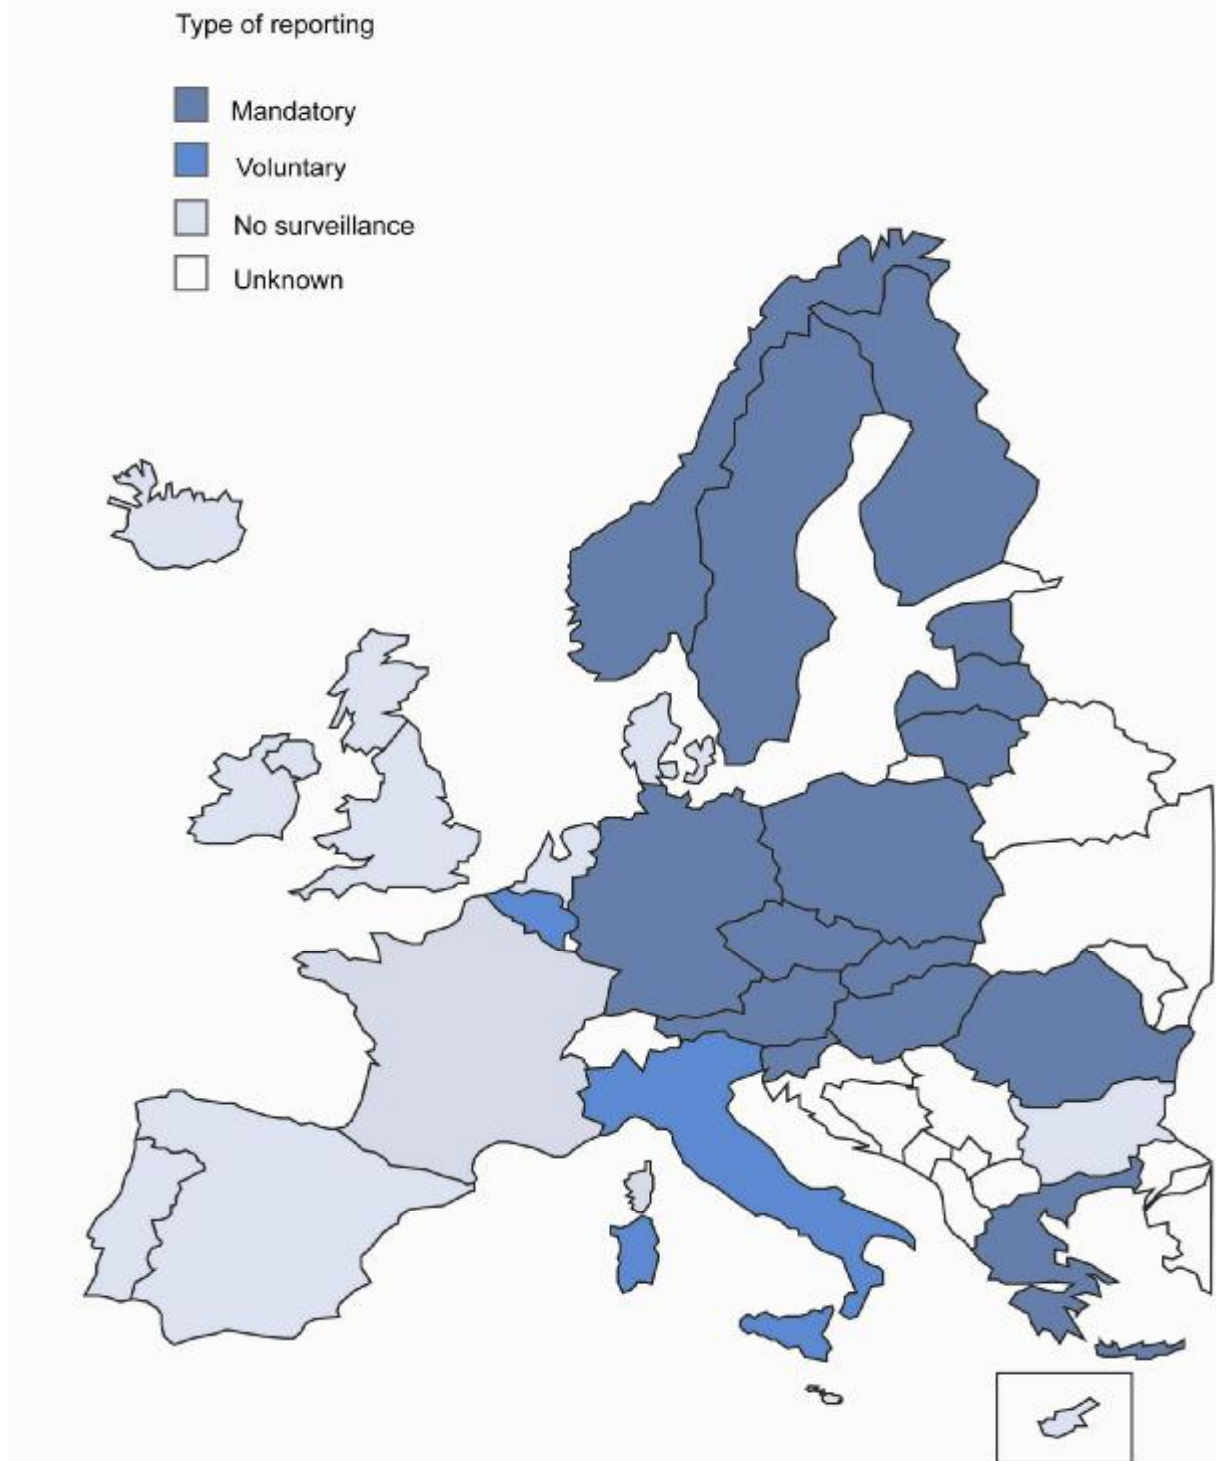 Type of reporting
Mandatory
Voluntary
No surveillance
Unknown